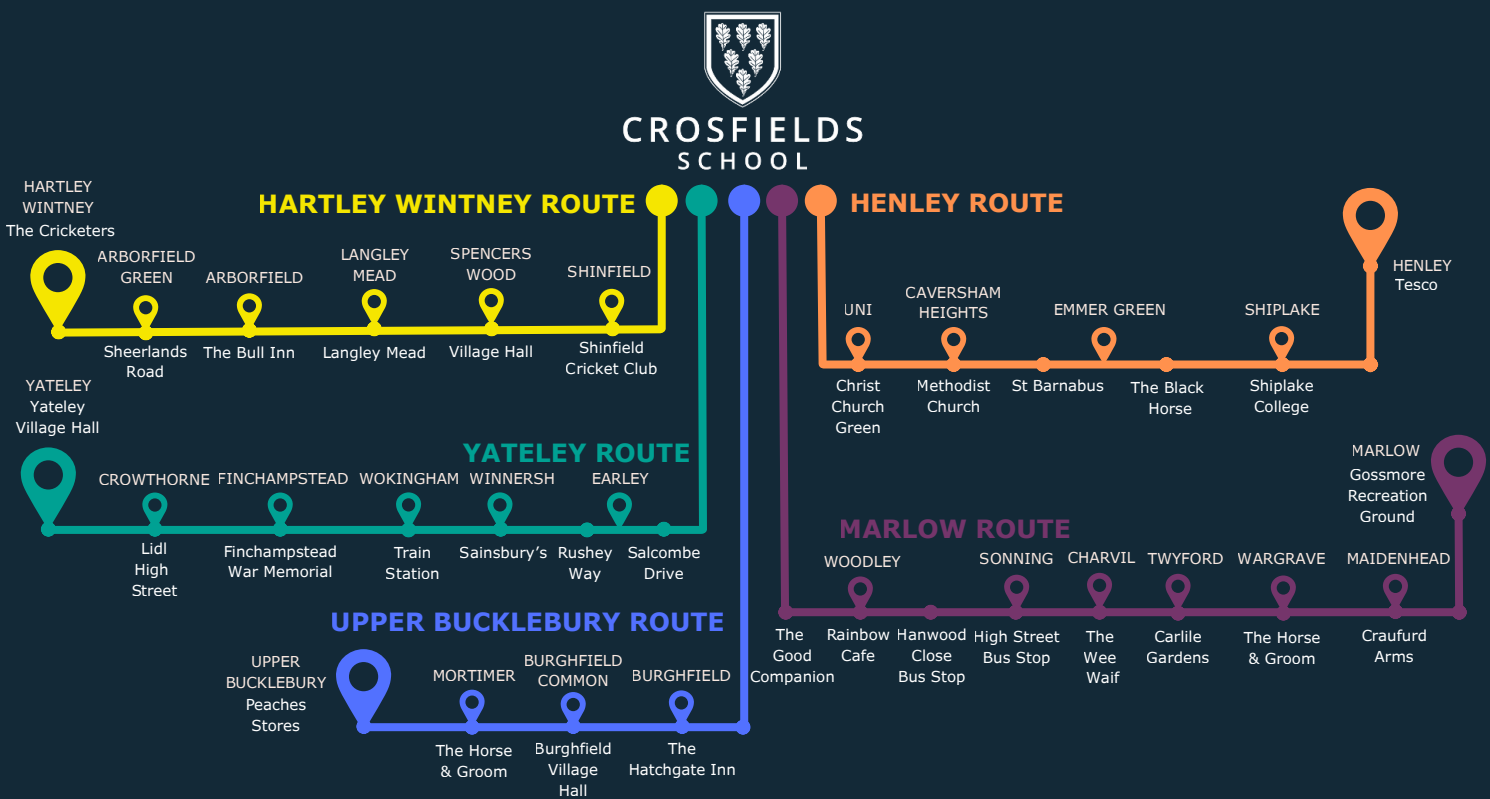 CROSFIELDS
SCHOOL
HARTLEY WINTNEY ROUTE
HARTLEY
WINTNEY
The Cricketers
ARBORFIELD
GREEN
Sheerlands
Road
ARBORFIELD
The Bull Inn
LANGLEY
MEAD
Langley Mead
SPENCERS
WOOD
Village Hall
SHINFIELD
Shinfield
Cricket Club
HENLEY ROUTE
UNI
Christ
Church
Green
CAVERSHAM
HEIGHTS
Methodist
Church
EMMER GREEN
St Barnabus
The Black
Horse
SHIPLAKE
Shiplake
College
HENLEY
Tesco
YATELEY ROUTE
YATELEY
Yateley
Village Hall
CROWTHORNE
Lidl
High
Street
FINCHAMPSTEAD
Finchampstead
War Memorial
WOKINGHAM
Train
Station
WINNERSH
Sainsbury’s
EARLEY
Rushey
Way
Salcombe
Drive
MARLOW ROUTE
The
Good
Companion
WOODLEY
Rainbow
Cafe
Hanwood
Close
Bus Stop
SONNING
High Street
Bus Stop
CHARVIL
The
Wee
Waif
TWYFORD
Carlile
Gardens
WARGRAVE
The Horse
& Groom
MAIDENHEAD
Craufurd
Arms
MARLOW
Gossmore
Recreation
Ground
UPPER BUCKLEBURY ROUTE
UPPER
BUCKLEBURY
Peaches
Stores
MORTIMER
The Horse
& Groom
BURGHFIELD
COMMON
Burghfield
Village
Hall
BURGHFIELD
The
Hatchgate Inn